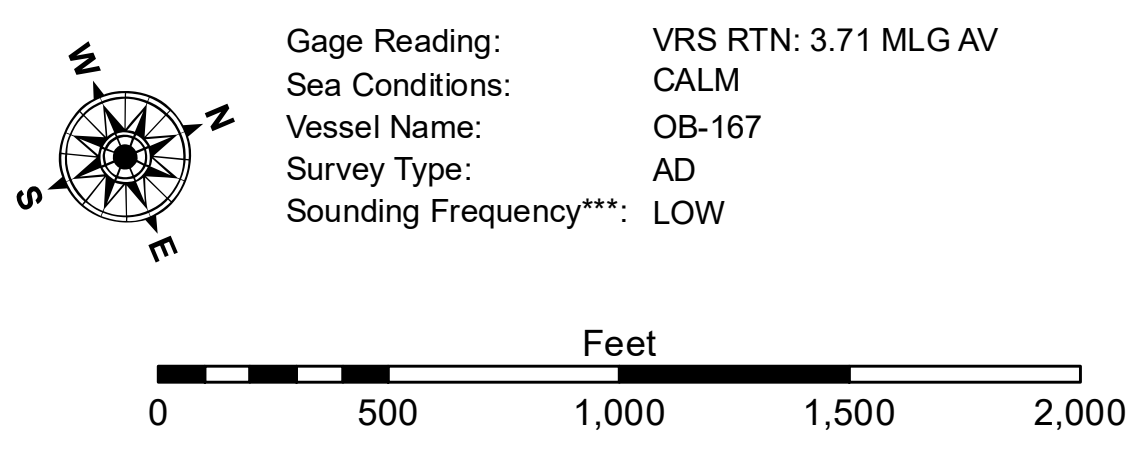 W
N
S
E
Gage Reading: VRS RTN: 3.71 MLG AV
Sea Conditions: CALM
Vessel Name: OB-167
Survey Type: AD
Sounding Frequency***: LOW
Feet
0 500 1,000 1,500 2,000